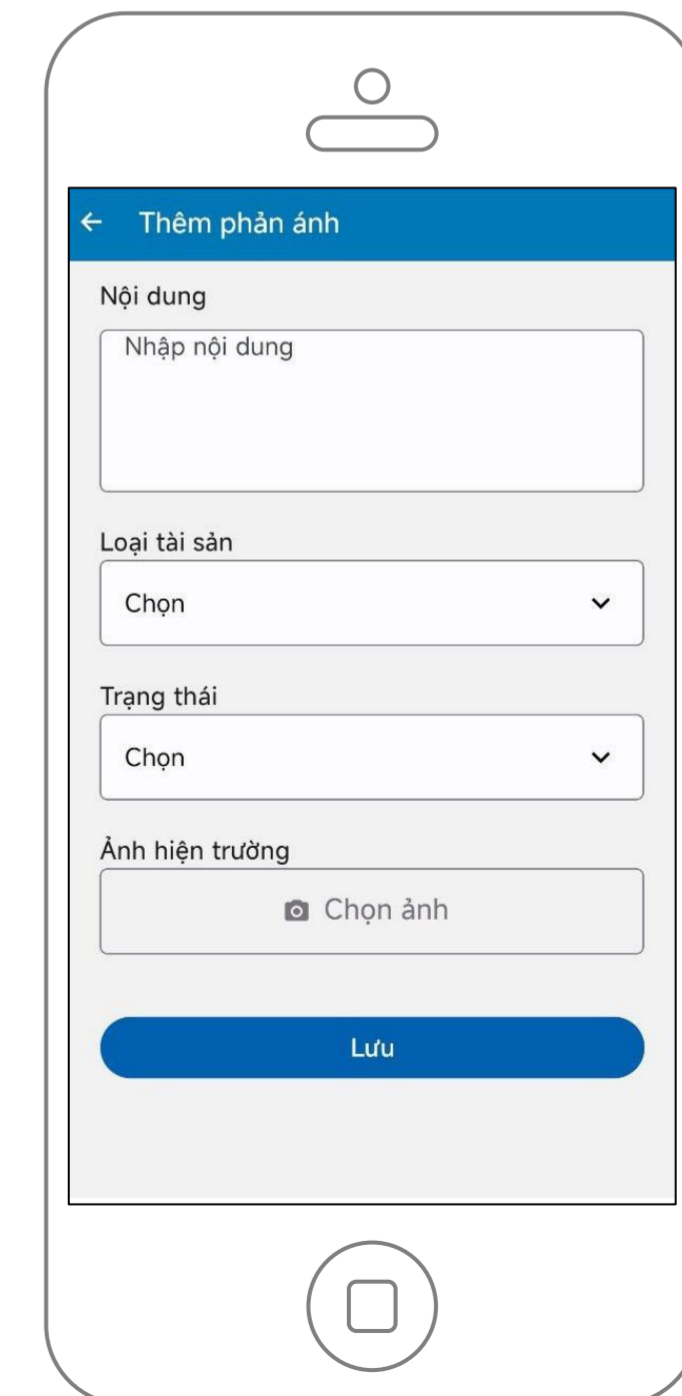 Thêm phản ánh
Nội dung
Nhập nội dung
Loại tài sản
Chọn
Trạng thái
Chọn
Ảnh hiện trường
Chọn ảnh
Lưu